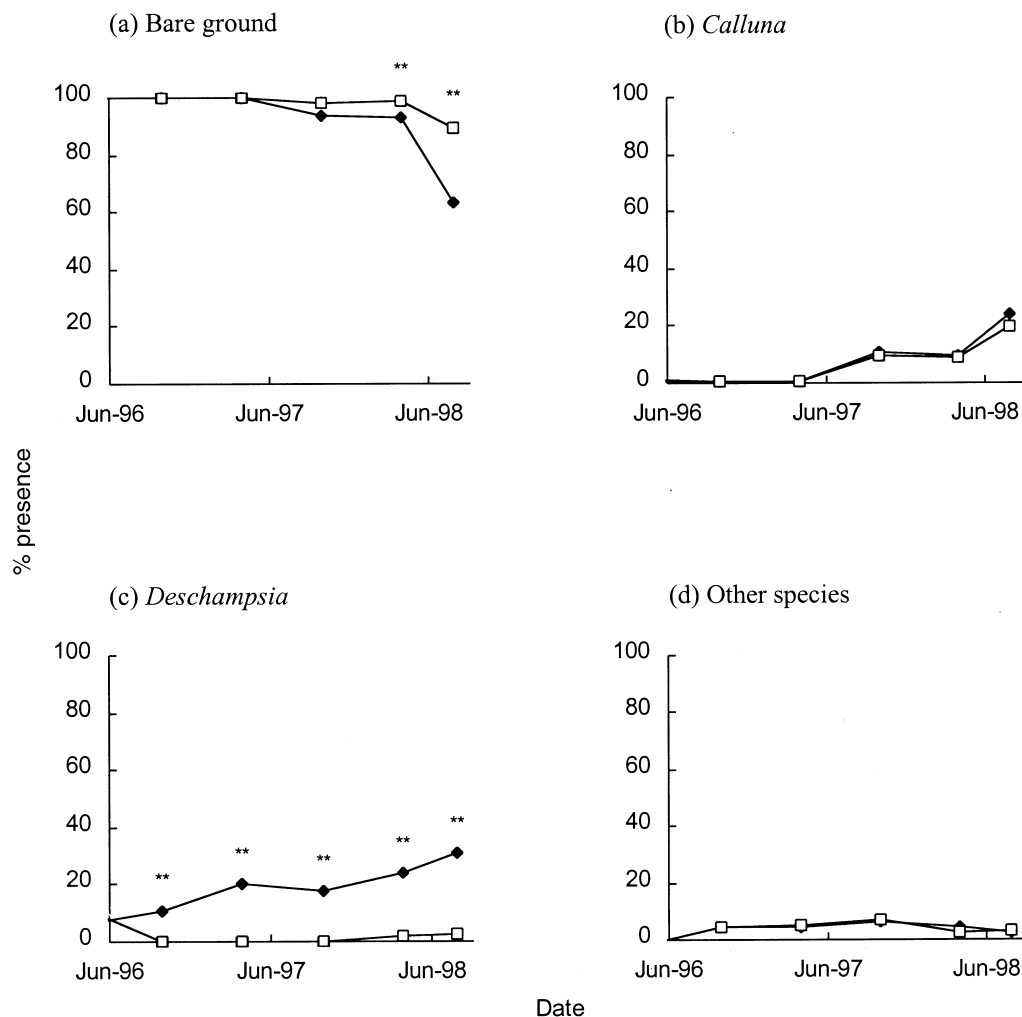 (a) Bare ground
**
**
100
80
60
40
20
0
Jun-96 Jun-97 Jun-98
(b) Calluna
100
80
60
40
20
0
Jun-96 Jun-97 Jun-98
% presence
(c) Deschampsia
100
80
60
40
20
0
** ** ** ** **
Jun-96 Jun-97 Jun-98
(d) Other species
100
80
60
40
20
0
Jun-96 Jun-97 Jun-98
Date